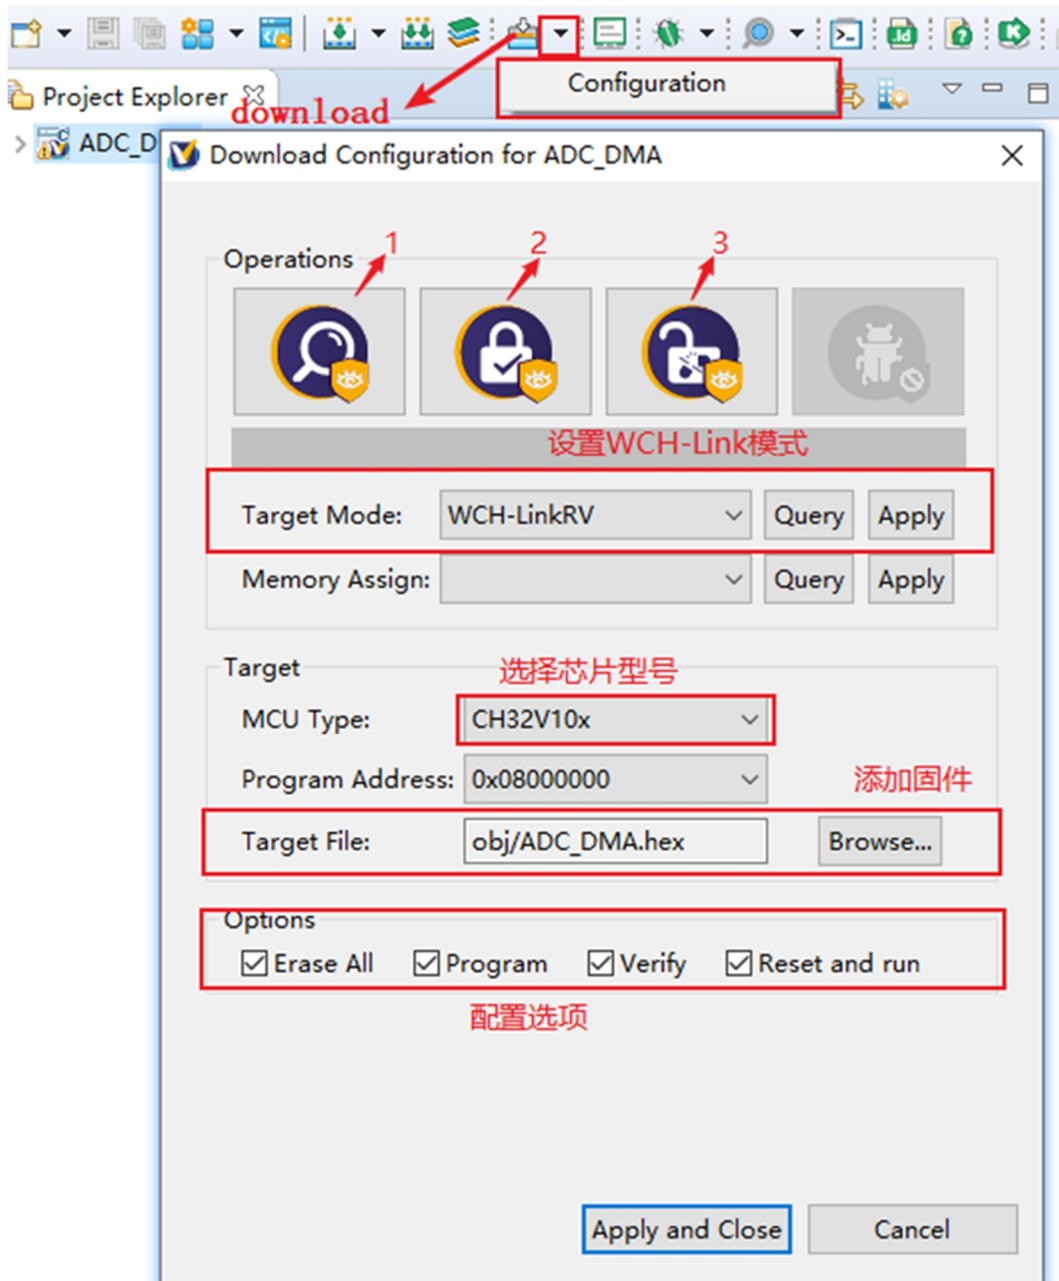 Configuration
Project Explorer
download
ADC_D
Download Configuration for ADC_DMA
1
2
3
Operations
设置WCH-Link模式
Target Mode: WCH-LinkRV Query Apply
Memory Assign: Query Apply
Target
选择芯片型号
MCU Type: CH32V10x
Program Address: 0x08000000
添加固件
Target File: obj/ADC_DMA.hex Browse...
Options
Erase All Program Verify Reset and run
配置选项
Apply and Close Cancel